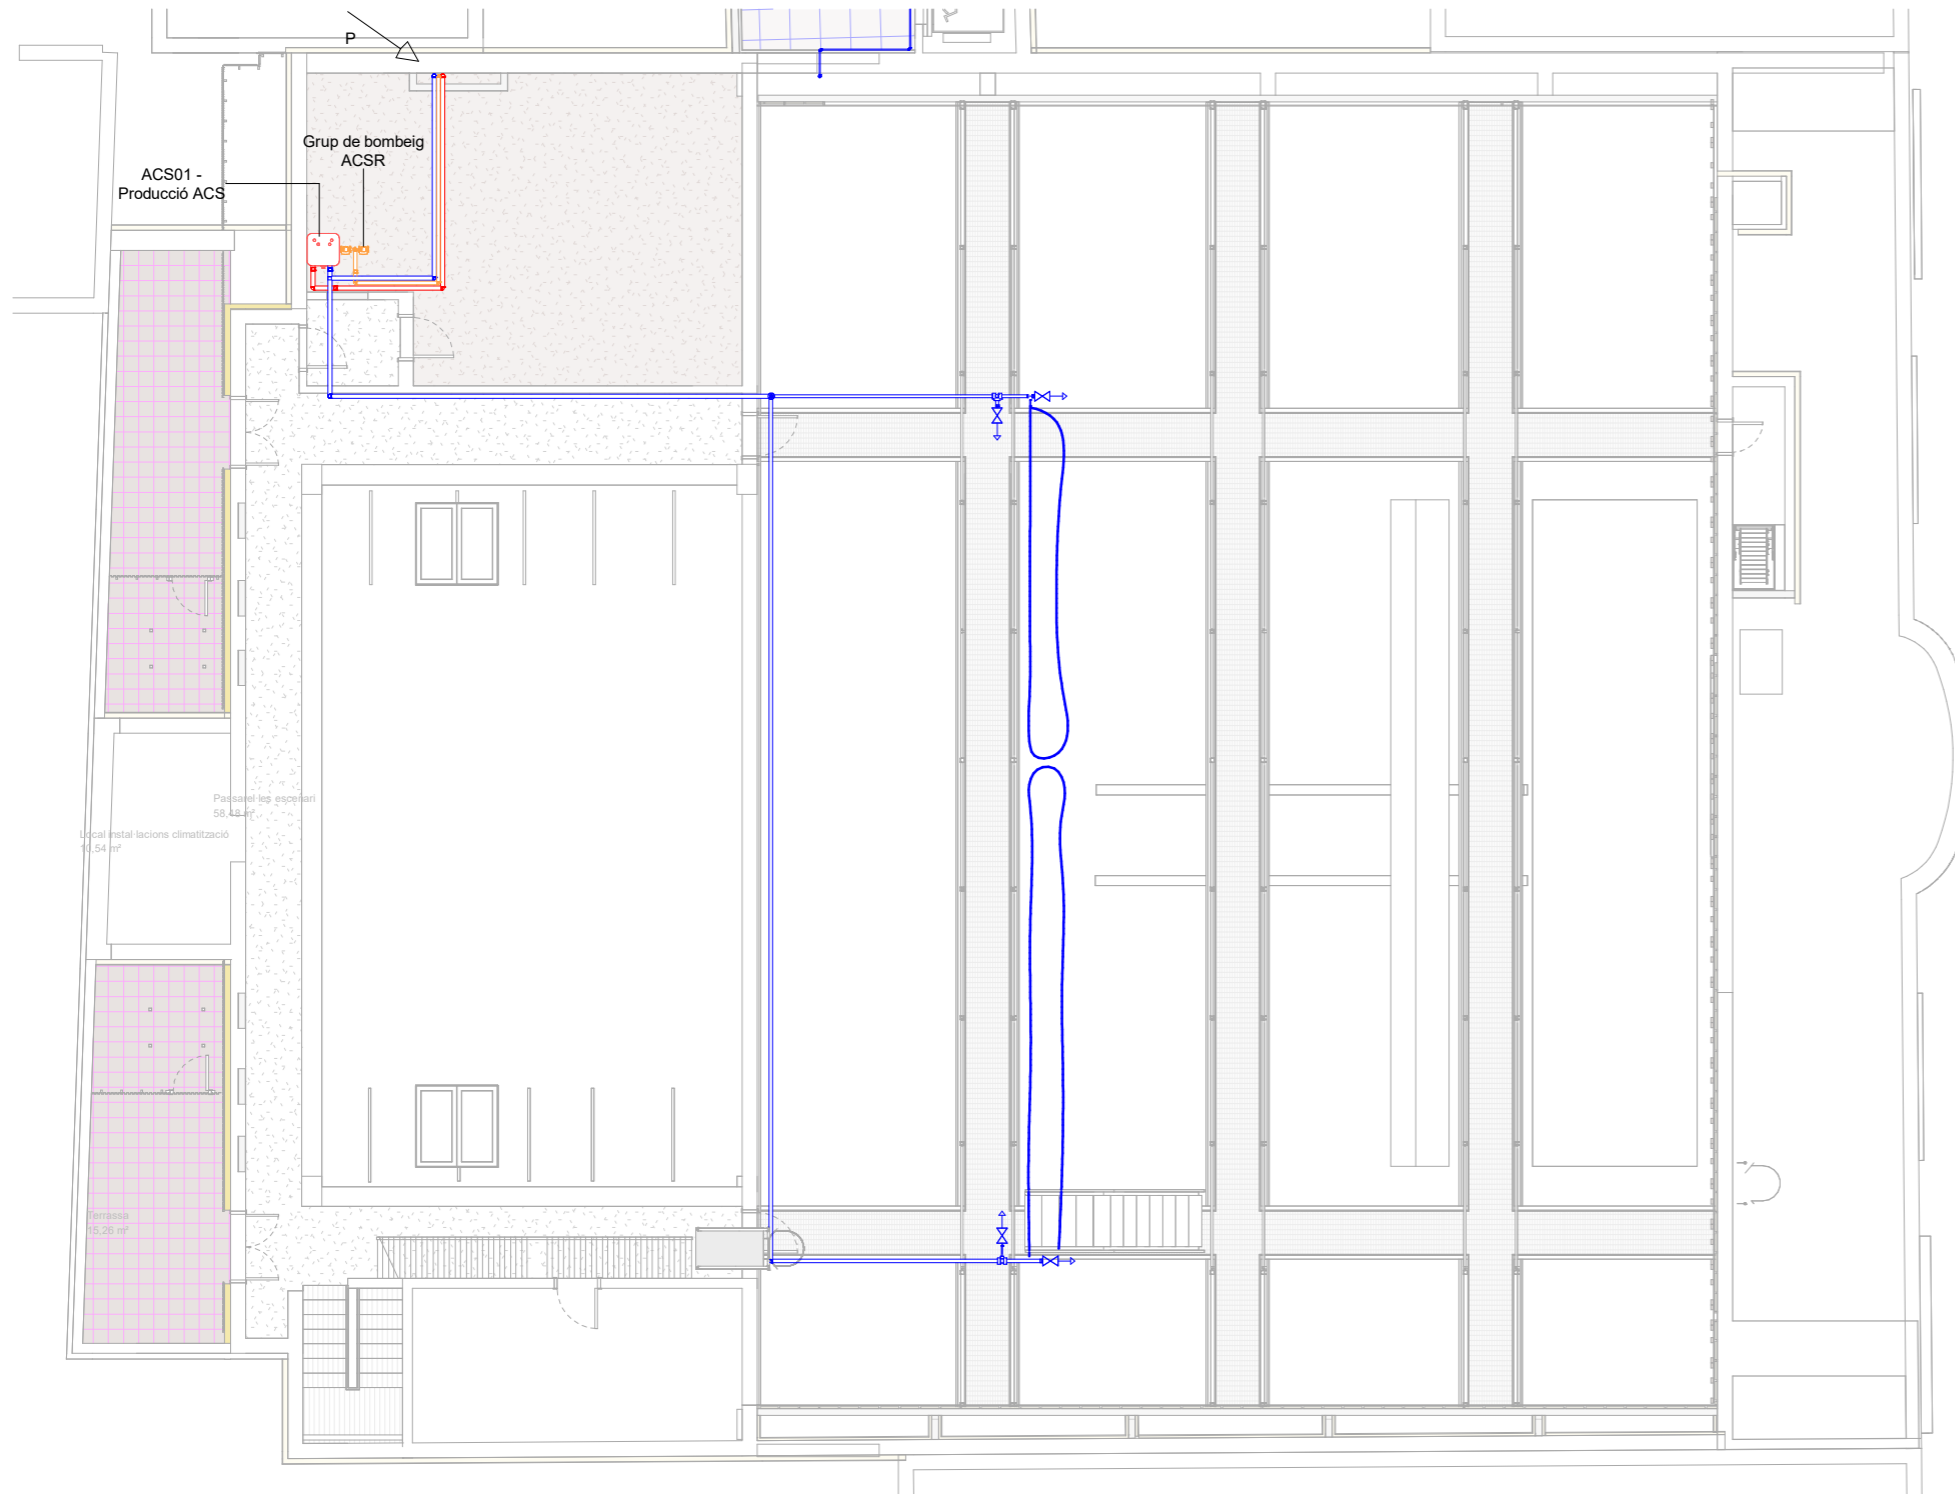 P
Grup de bombeig
ACSR
ACS01 -
Producció ACS
Passarel·les escenari
58,48 m²
Local instal·lacions climatització
10,54 m²
Terrassa
15,26 m²